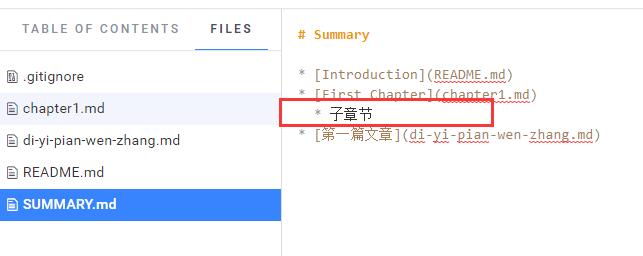 TABLE OF CONTENTS FILES
.gitignore
chapter1.md
di-yi-pian-wen-zhang.md
README.md
SUMMARY.md
# Summary
* [Introduction](README.md)
* [First Chapter](chapter1.md)
* 子章节
* [第一篇文章](di-yi-pian-wen-zhang.md)